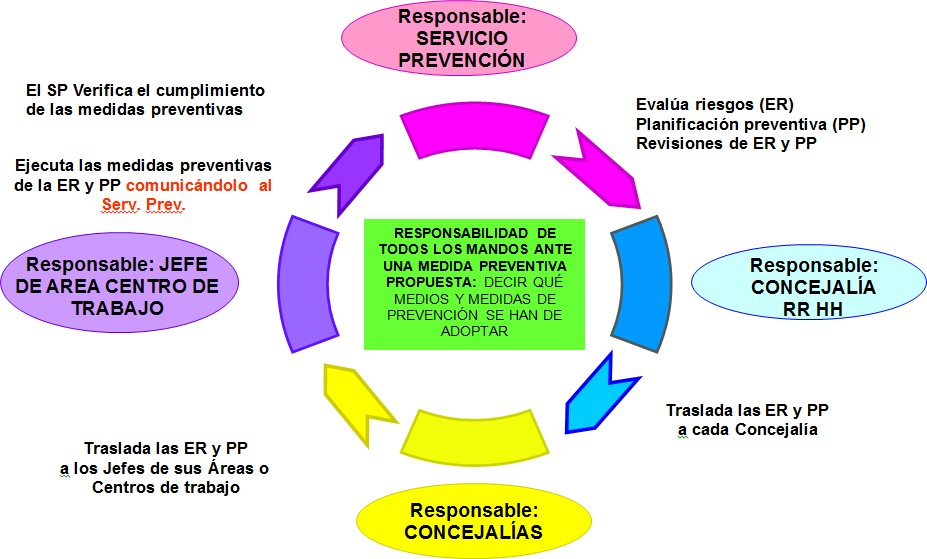 Responsable:
SERVICIO
PREVENCIÓN
El SP Verifica el cumplimiento
de las medidas preventivas
Evalúa riesgos (ER)
Planificación preventiva (PP)
Revisiones de ER y PP
Ejecuta las medidas preventivas
de la ER y PP comunicándolo al
Serv. Prev.
RESPONSABILIDAD DE
TODOS LOS MANDOS ANTE
UNA MEDIDA PREVENTIVA
PROPUESTA: DECIR QUÉ
MEDIOS Y MEDIDAS DE
PREVENCIÓN SE HAN DE
ADOPTAR
Responsable: JEFE
DE AREA CENTRO DE
TRABAJO
Responsable:
CONCEJALÍA
RR HH
Traslada las ER y PP
a cada Concejalía
Traslada las ER y PP
a los Jefes de sus Áreas o
Centros de trabajo
Responsable:
CONCEJALÍAS